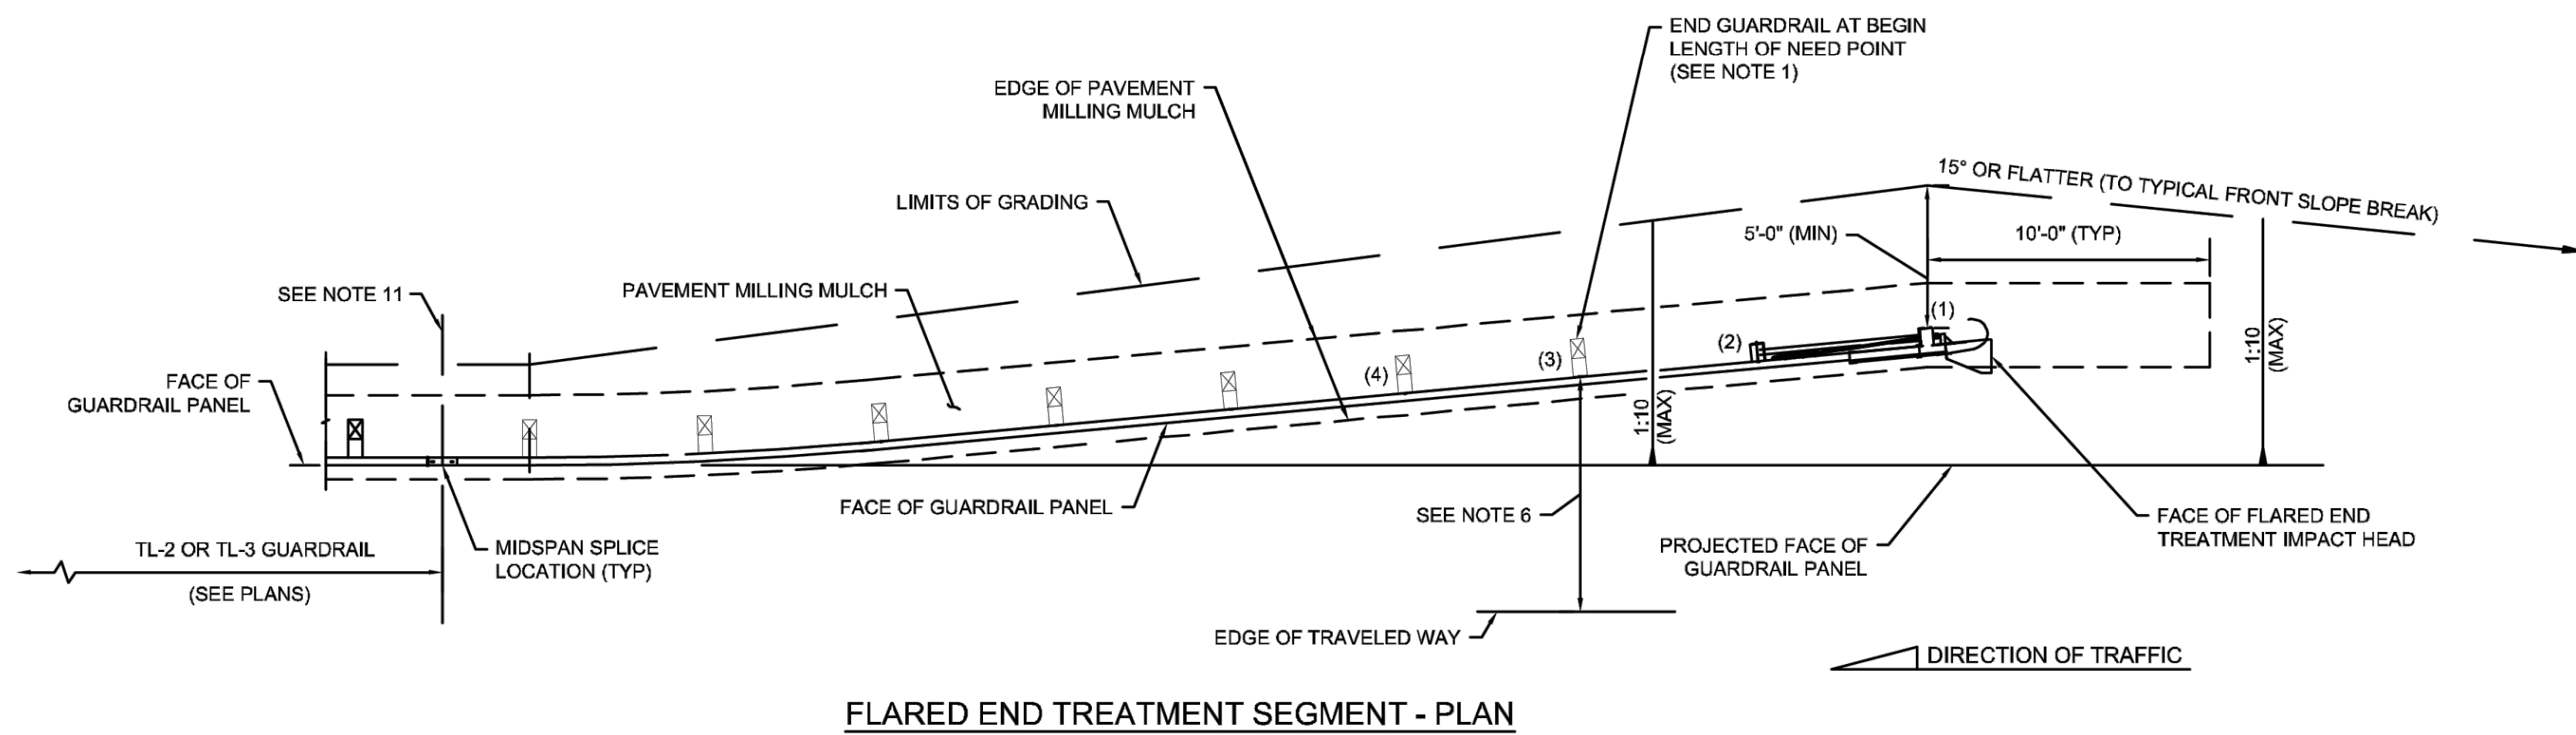 END GUARDRAIL AT BEGIN
LENGTH OF NEED POINT
(SEE NOTE 1)
EDGE OF PAVEMENT
MILLING MULCH
LIMITS OF GRADING
15° OR FLATTER (TO TYPICAL FRONT SLOPE BREAK)
5'-0" (MIN)
10'-0" (TYP)
SEE NOTE 11
PAVEMENT MILLING MULCH
(1)
(2)
(3)
(4)
1:10
(MAX)
1:10
(MAX)
FACE OF
GUARDRAIL PANEL
FACE OF GUARDRAIL PANEL
SEE NOTE 6
TL-2 OR TL-3 GUARDRAIL
(SEE PLANS)
MIDSPAN SPLICE
LOCATION (TYP)
PROJECTED FACE OF
GUARDRAIL PANEL
FACE OF FLARED END
TREATMENT IMPACT HEAD
EDGE OF TRAVELED WAY
DIRECTION OF TRAFFIC
FLARED END TREATMENT SEGMENT - PLAN